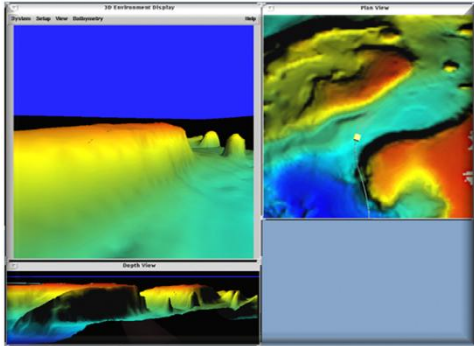 3D Environment Display
System Setup View Bathymetry Help
Plan View
Depth View